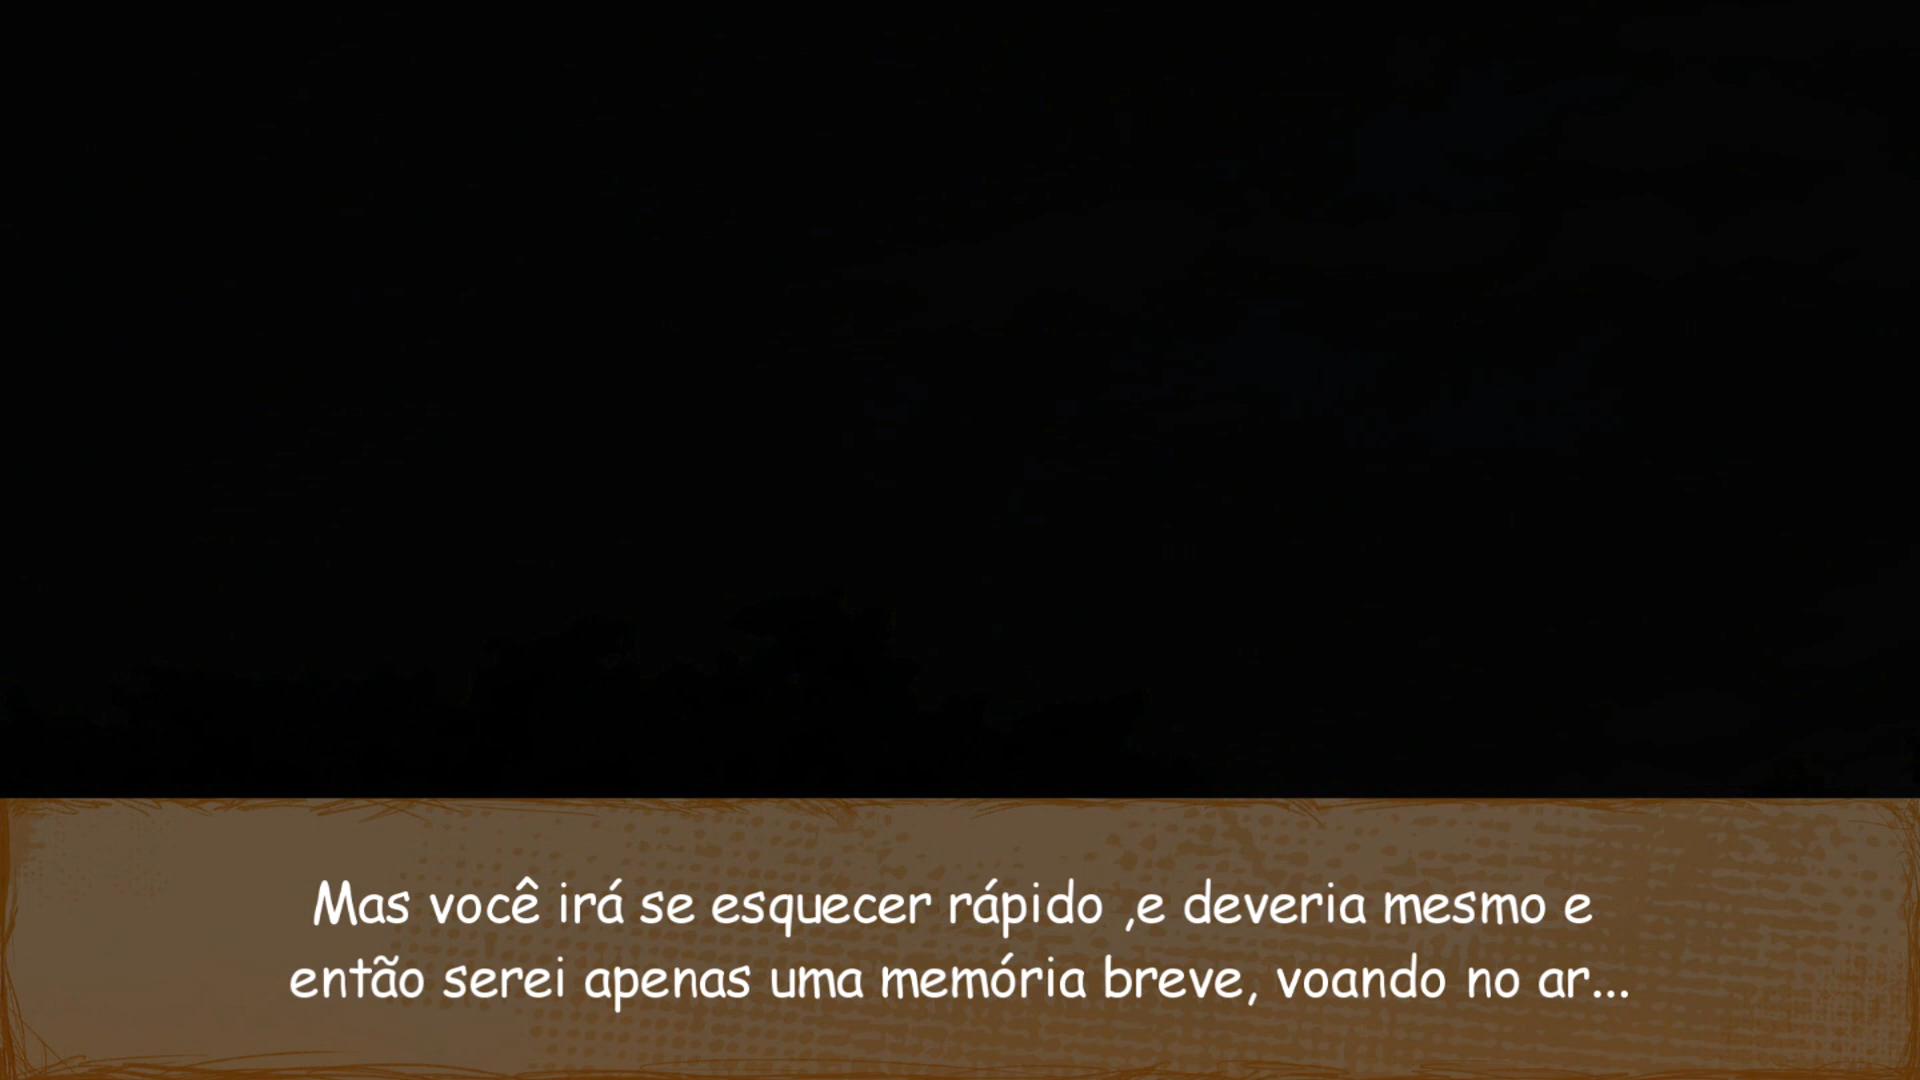 Mas você irá se esquecer rápido ,e deveria mesmo e
então serei apenas uma memória breve, voando no ar...